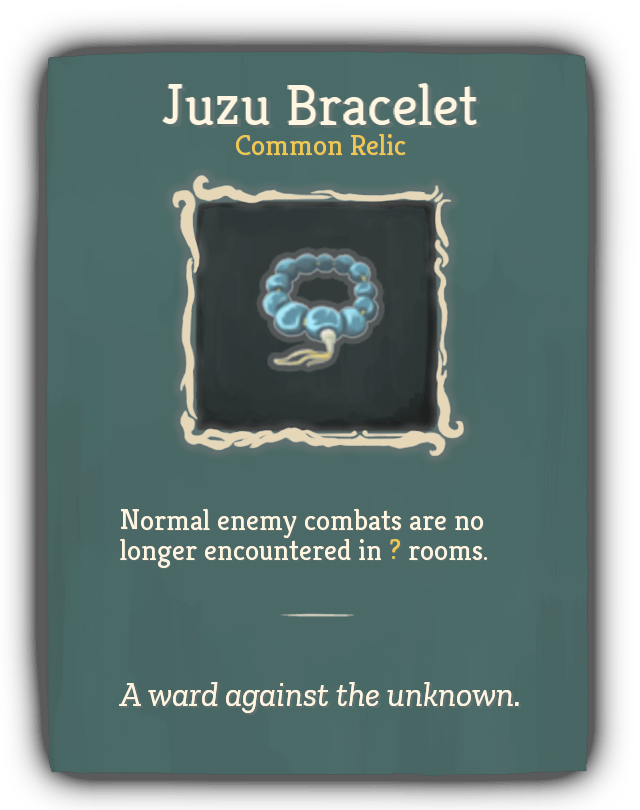 Juzu Bracelet
Common Relic
Normal enemy combats are no
longer encountered in ? rooms.
A ward against the unknown.